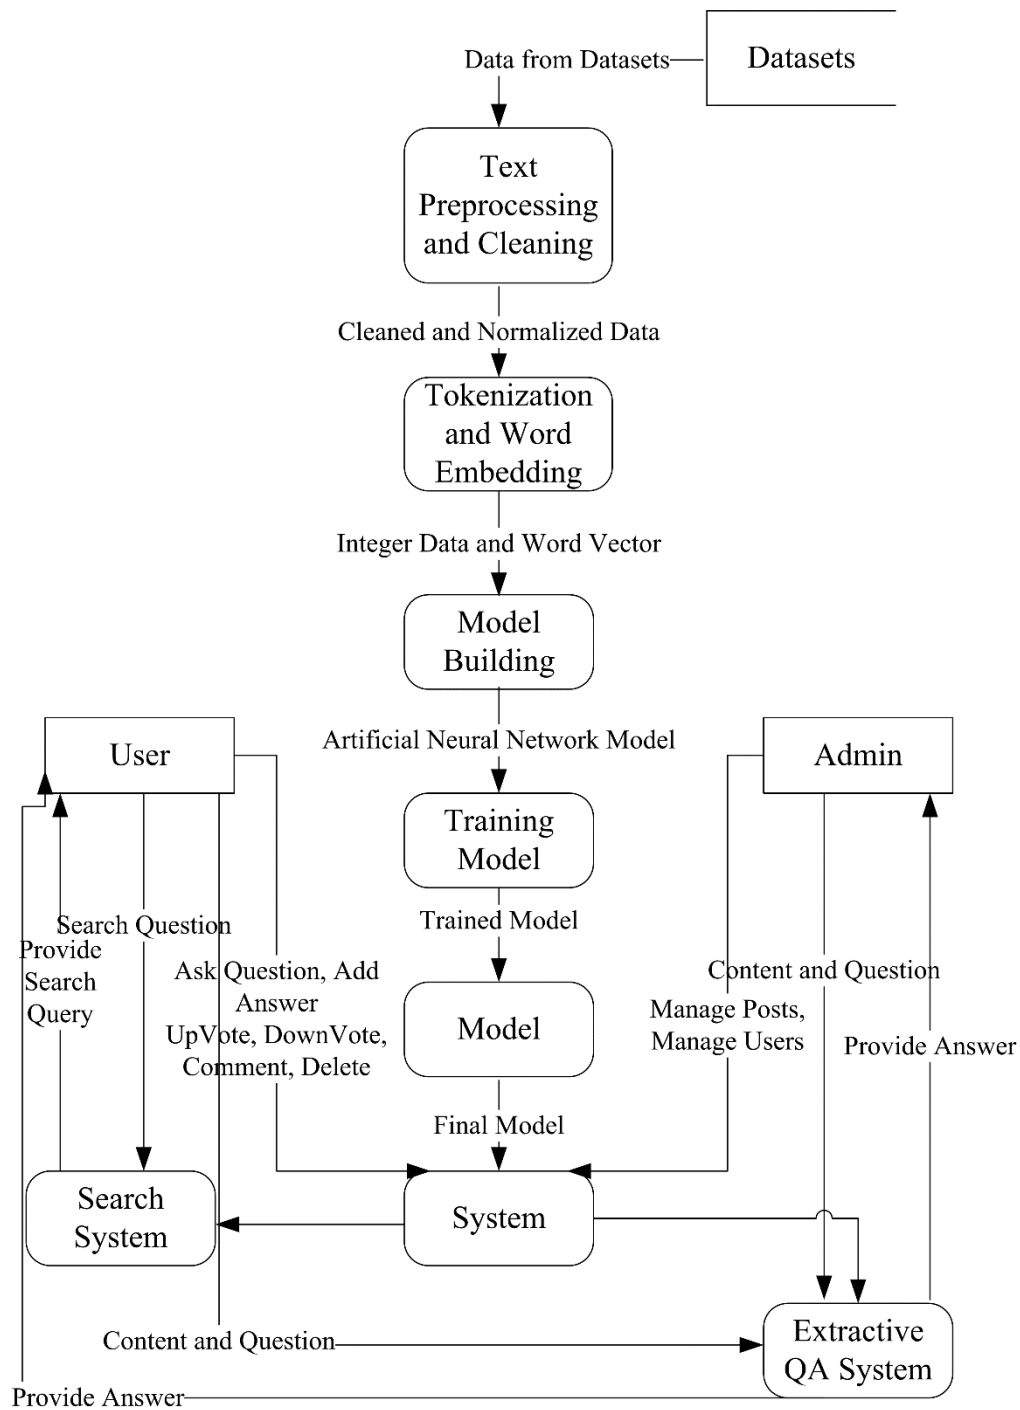 Data from Datasets
Datasets
Text
Preprocessing
and Cleaning
Cleaned and Normalized Data
Tokenization
and Word
Embedding
Integer Data and Word Vector
Model
Building
User
Artificial Neural Network Model
Admin
Training
Model
Search Question
Provide
Search
Query
Trained Model
Ask Question, Add
Answer
UpVote, DownVote,
Comment, Delete
Content and Question
Manage Posts,
Manage Users
Model
Provide Answer
Final Model
Search
System
System
Content and Question
Extractive
QA System
Provide Answer